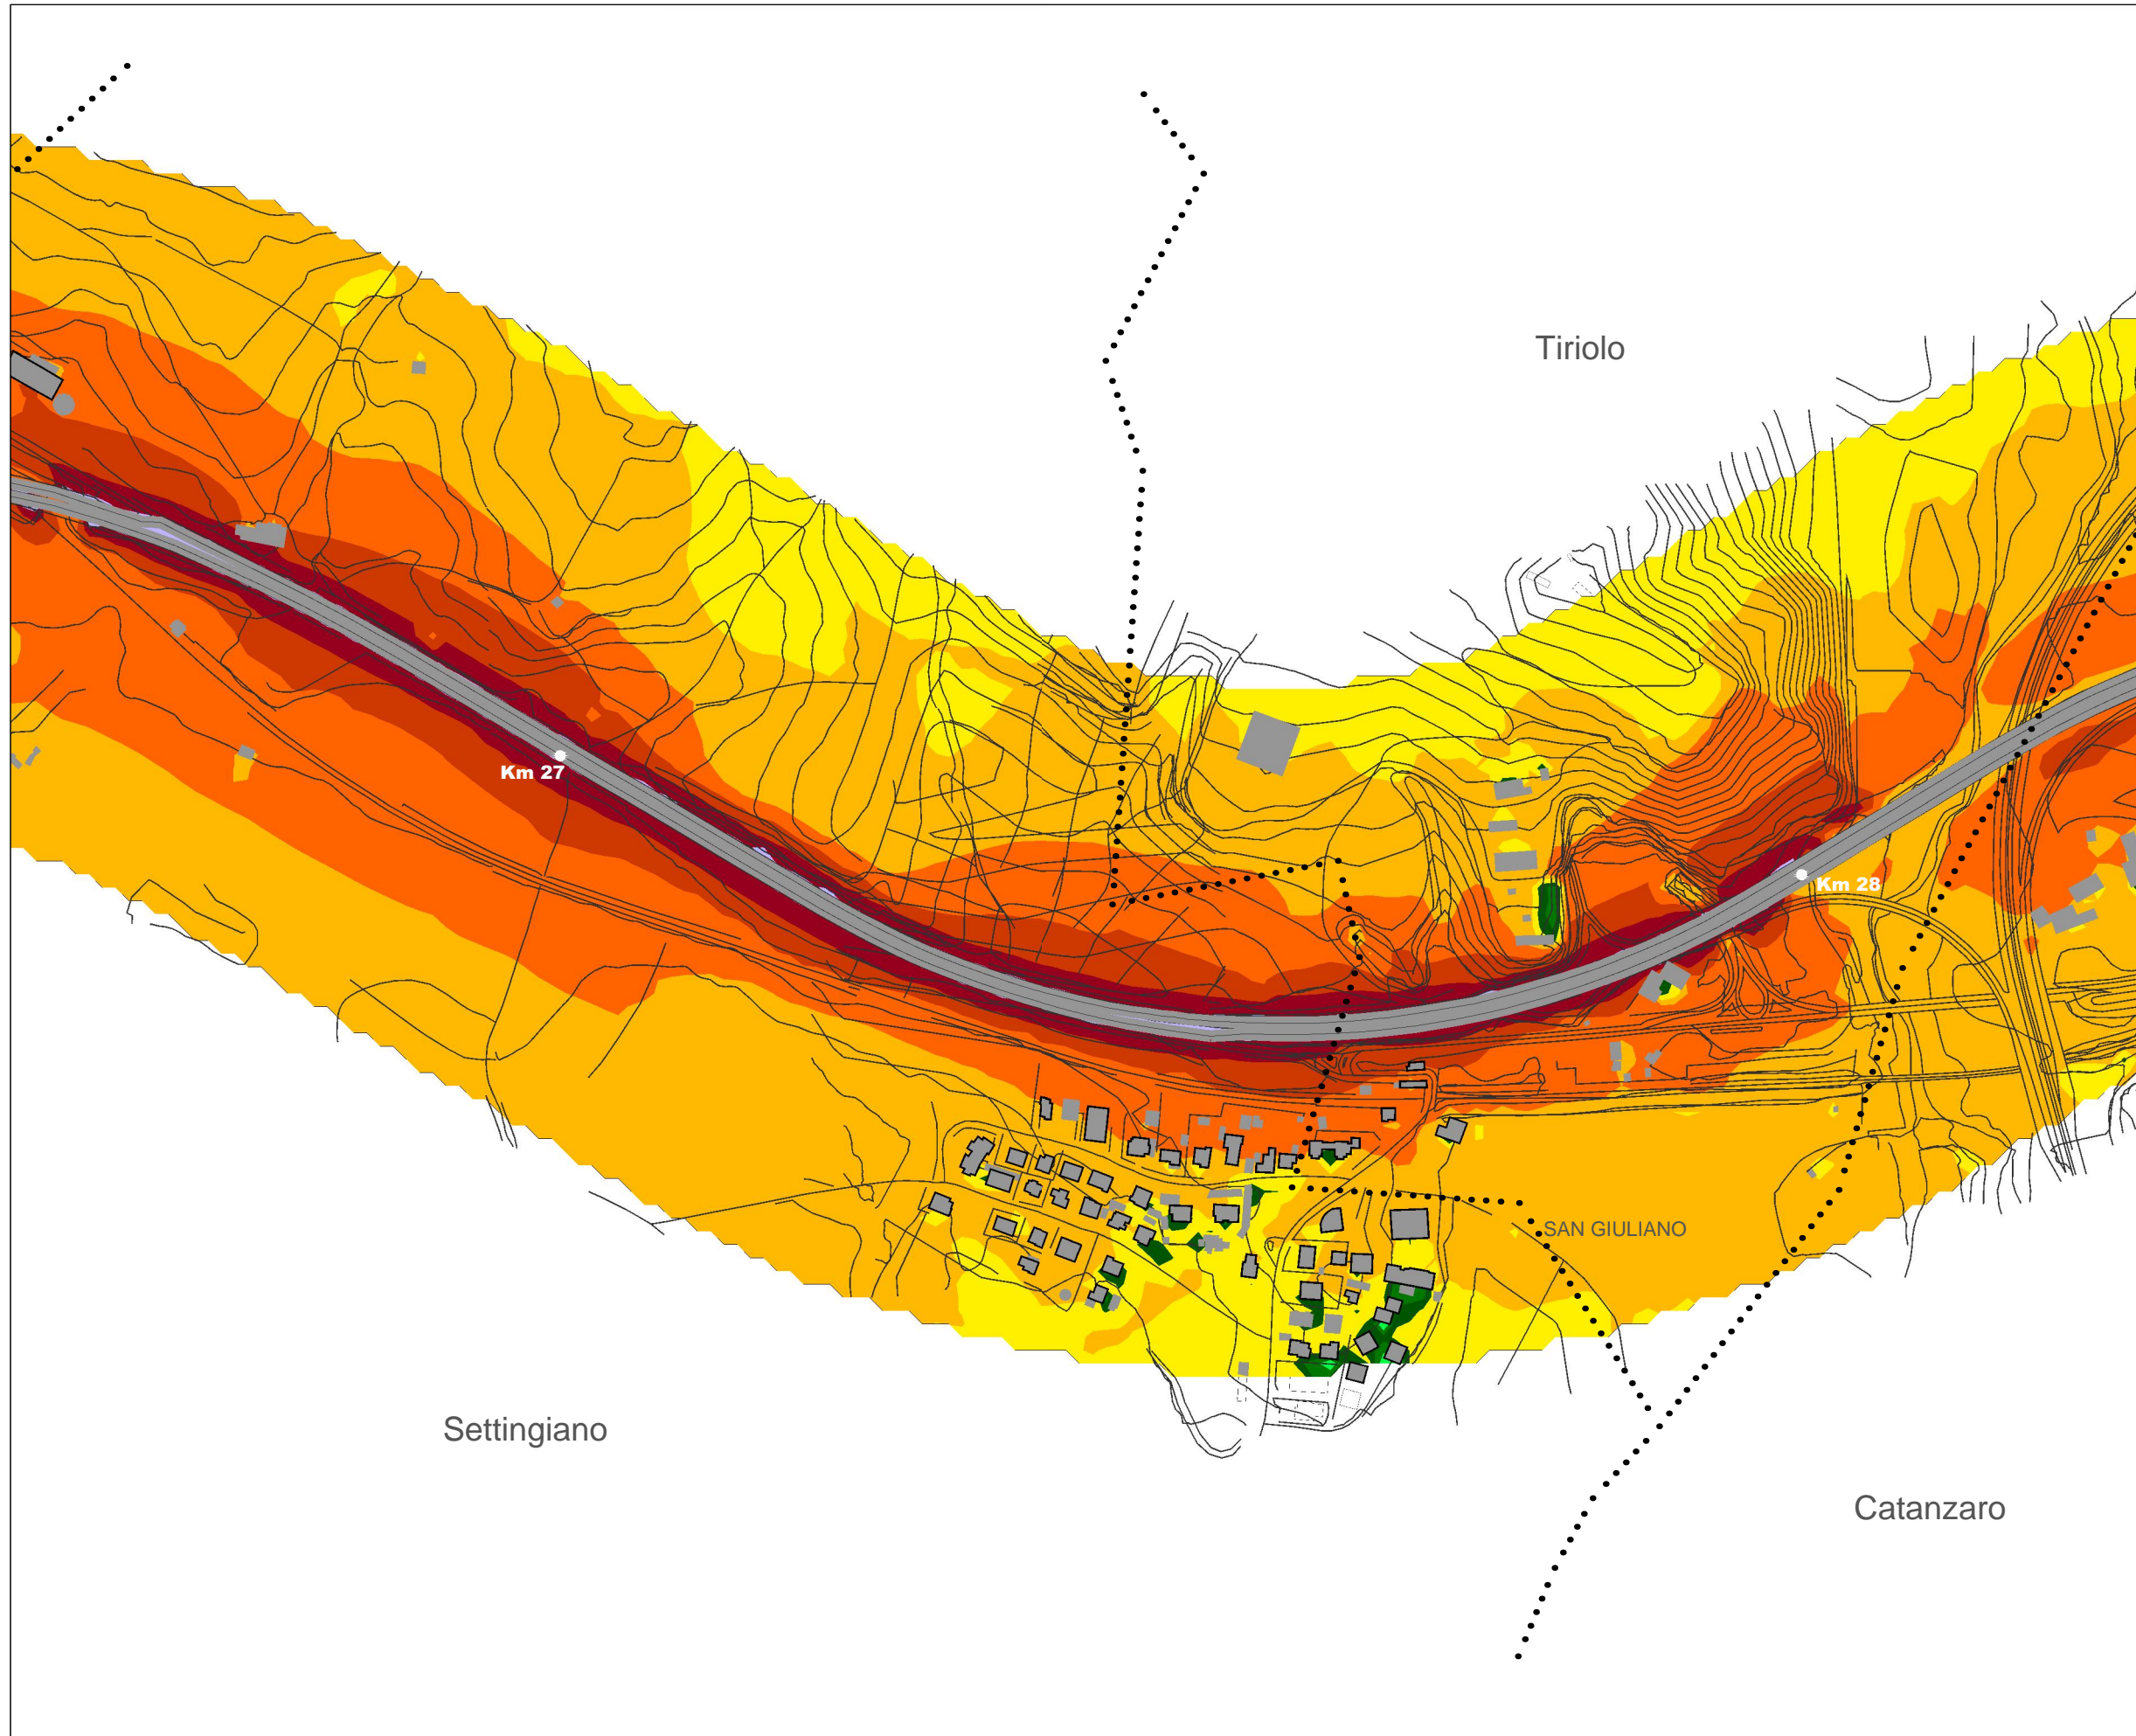 Tiriolo
Km 27
Km 28
SAN GIULIANO
Settingiano
Catanzaro